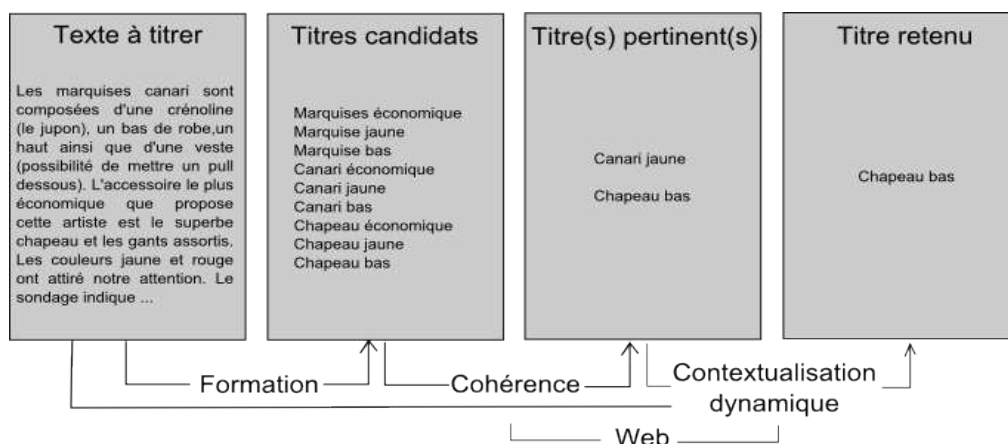 Texte à titrer
Les marquises canari sont
composées d'une crénoline
(le jupon), un bas de robe,un
haut ainsi que d'une veste
(possibilité de mettre un pull
dessous). L'accessoire le plus
économique que propose
cette artiste est le superbe
chapeau et les gants assortis.
Les couleurs jaune et rouge
ont attiré notre attention. Le
sondage indique ...
Titres candidats
Marquises économique
Marquise jaune
Marquise bas
Canari économique
Canari jaune
Canari bas
Chapeau économique
Chapeau jaune
Chapeau bas
Titre(s) pertinent(s)
Canari jaune
Chapeau bas
Titre retenu
Chapeau bas
Formation
Cohérence
Contextualisation
dynamique
Web